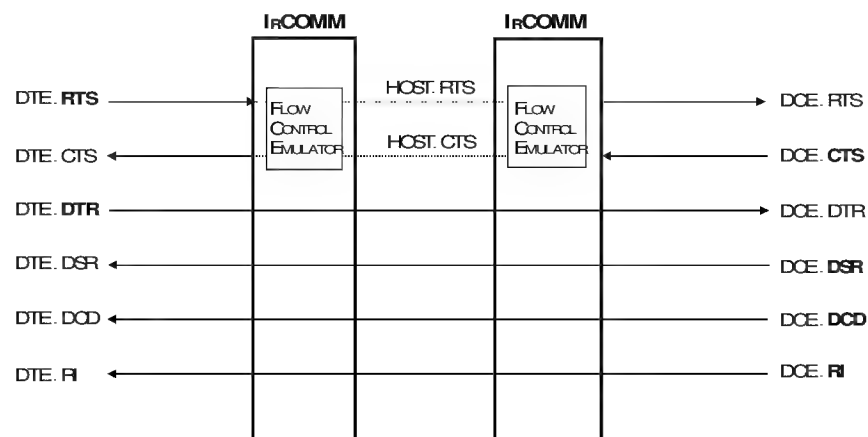 IRCOMM IRCOMM
DTE. RTS HOST. RTS DCE. RTS
FLOW
CONTROL
EMULATOR
FLOW
CONTROL
EMULATOR
DTE. CTS HOST. CTS DCE. CTS
DTE. DTR DCE. DTR
DTE. DSR DCE. DSR
DTE. DCD DCE. DCD
DTE. RI DCE. RI